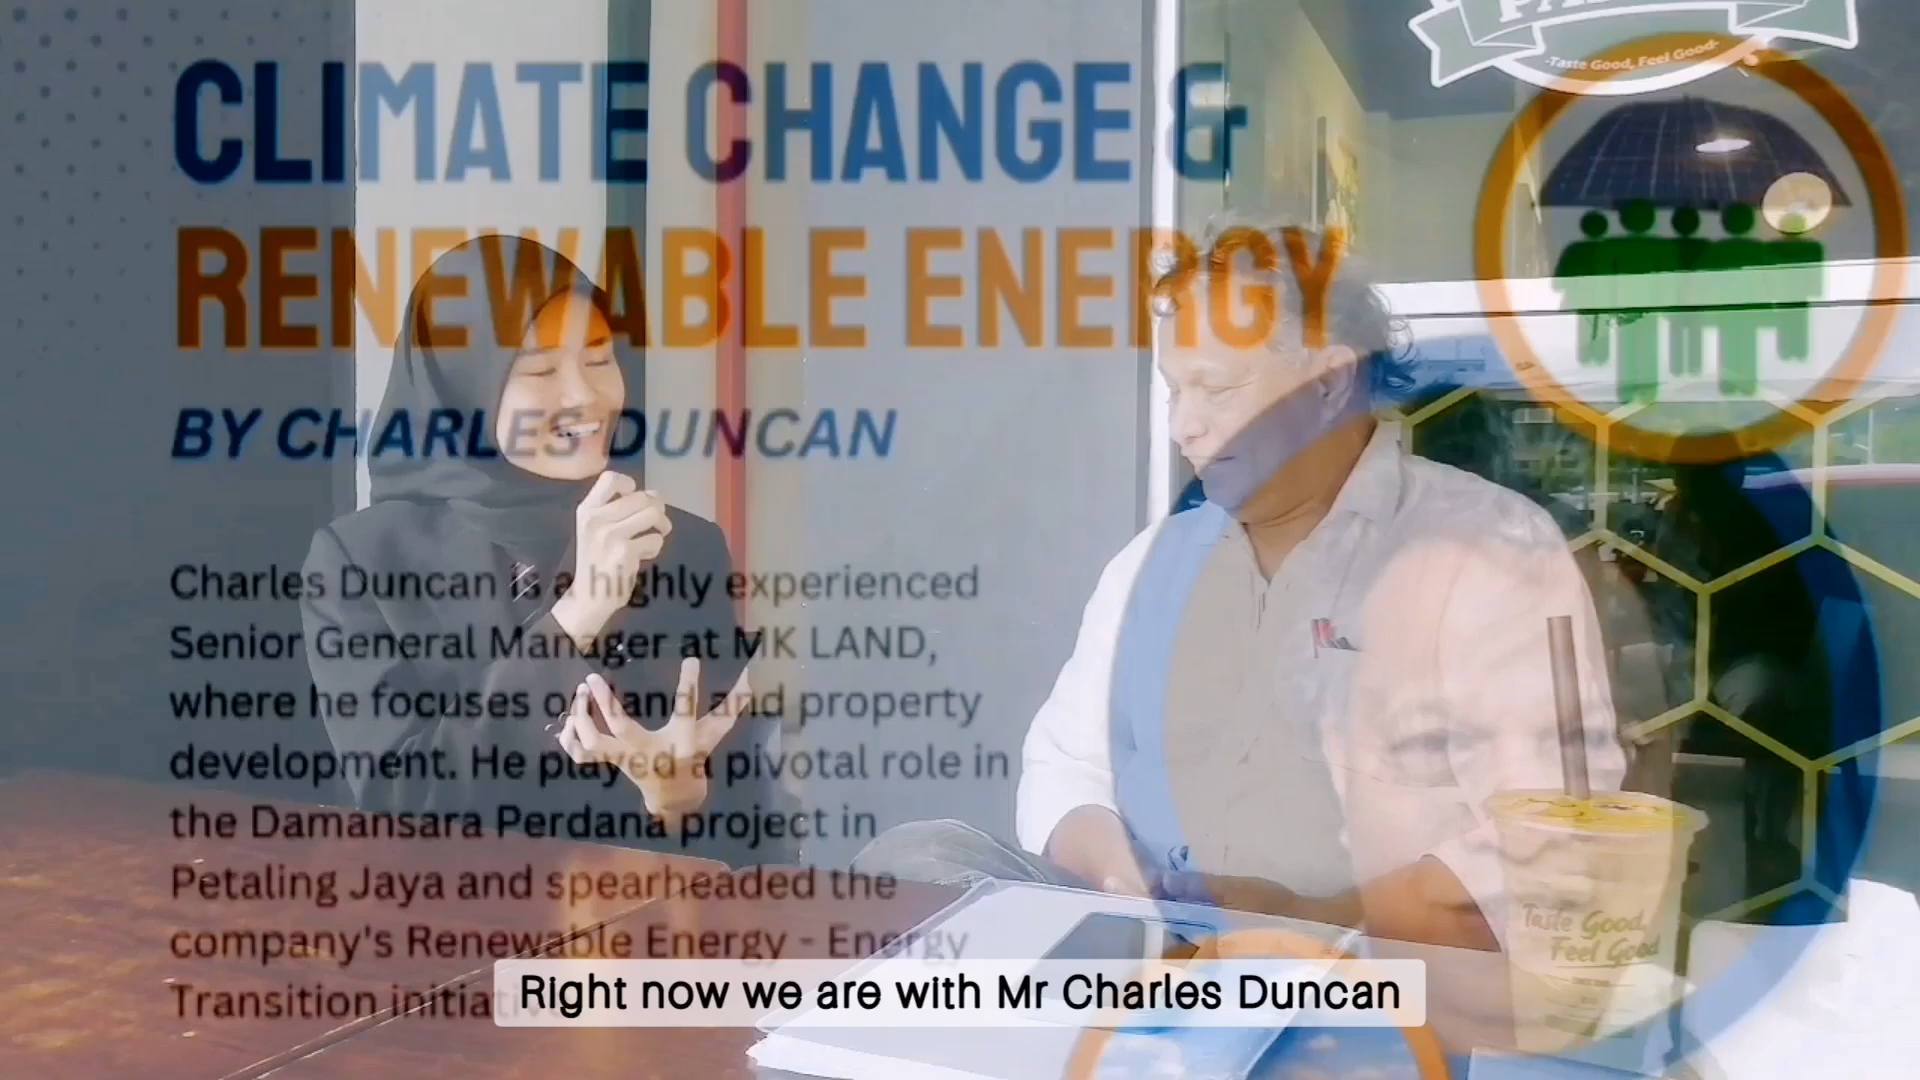 -Taste Good, Feel Good-
CLIMATE CHANGE &
RENEWABLE ENERGY
BY CHARLES DUNCAN
Charles Duncan is a highly experienced
Senior General Manager at MK LAND,
where he focuses on land and property
development. He played a pivotal role in
the Damansara Perdana project in
Petaling Jaya and spearheaded the
company's Renewable Energy - Energy
Transition
Taste Good,
Feel Good
Right now we are with Mr Charles Duncan